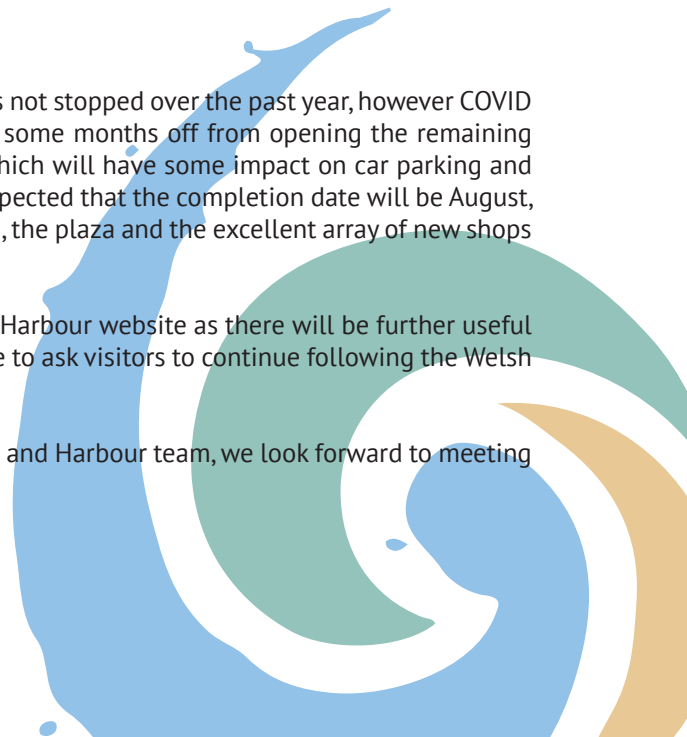 s not stopped over the past year, however COVID
some months off from opening the remaining
hich will have some impact on car parking and
pected that the completion date will be August,
, the plaza and the excellent array of new shops
Harbour website as there will be further useful
e to ask visitors to continue following the Welsh
and Harbour team, we look forward to meeting